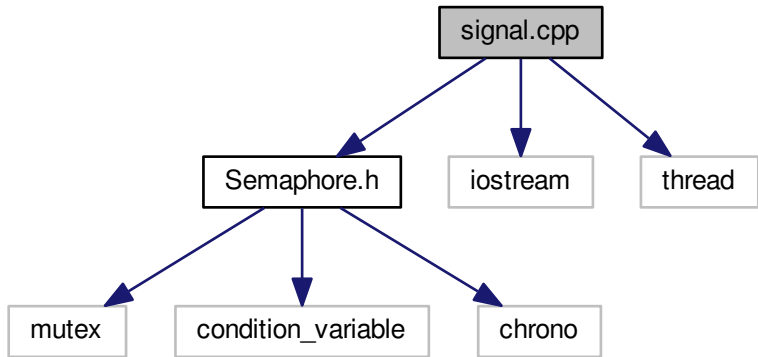 signal.cpp
Semaphore.h
iostream
thread
mutex
condition_variable
chrono